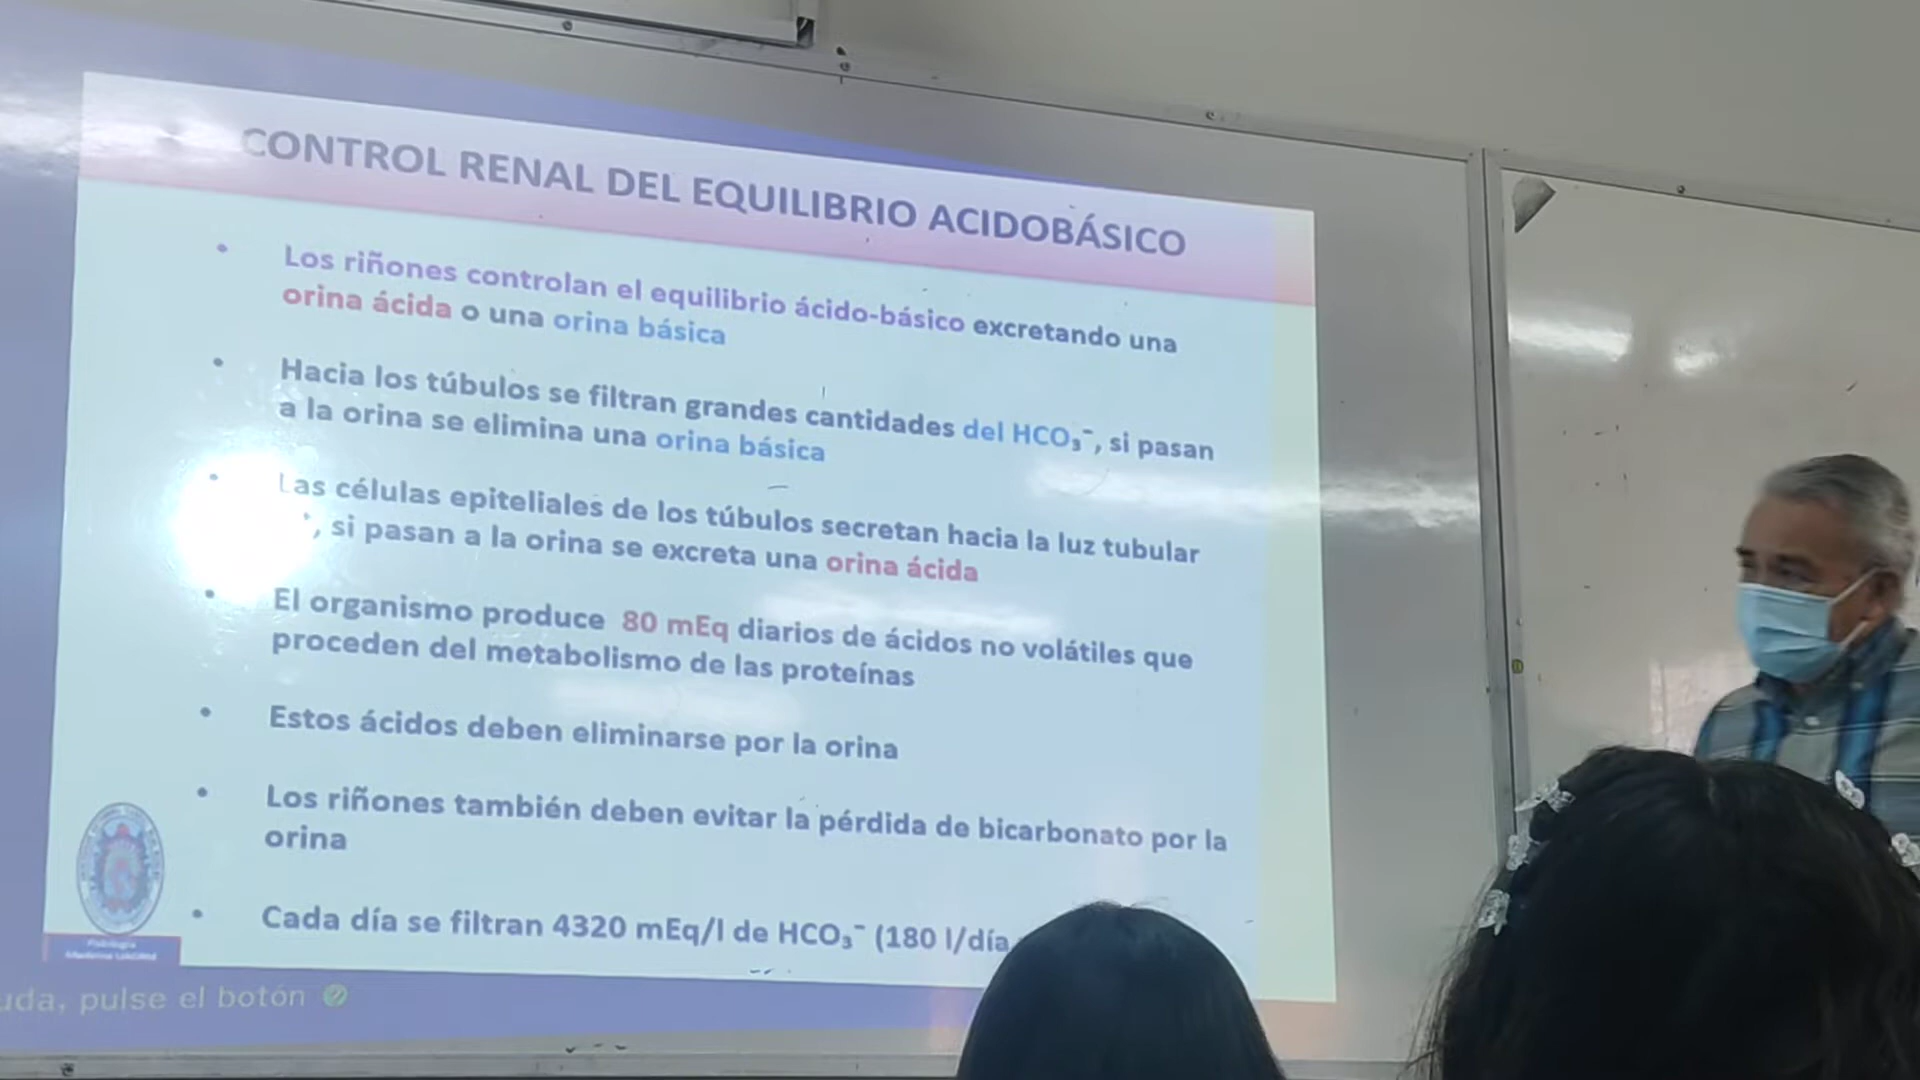 CONTROL RENAL DEL EQUILIBRIO ACIDOBÁSICO
• Los riñones controlan el equilibrio ácido-básico excretando una
orina ácida o una orina básica
• Hacia los túbulos se filtran grandes cantidades del HCO₃⁻, si pasan
a la orina se elimina una orina básica
• Las células epiteliales de los túbulos secretan hacia la luz tubular
, si pasan a la orina se excreta una orina ácida
• El organismo produce 80 mEq diarios de ácidos no volátiles que
proceden del metabolismo de las proteínas
• Estos ácidos deben eliminarse por la orina
• Los riñones también deben evitar la pérdida de bicarbonato por la
orina
• Cada día se filtran 4320 mEq/l de HCO₃⁻ (180 l/día
Fisiología
Medicina
uda, pulse el botón